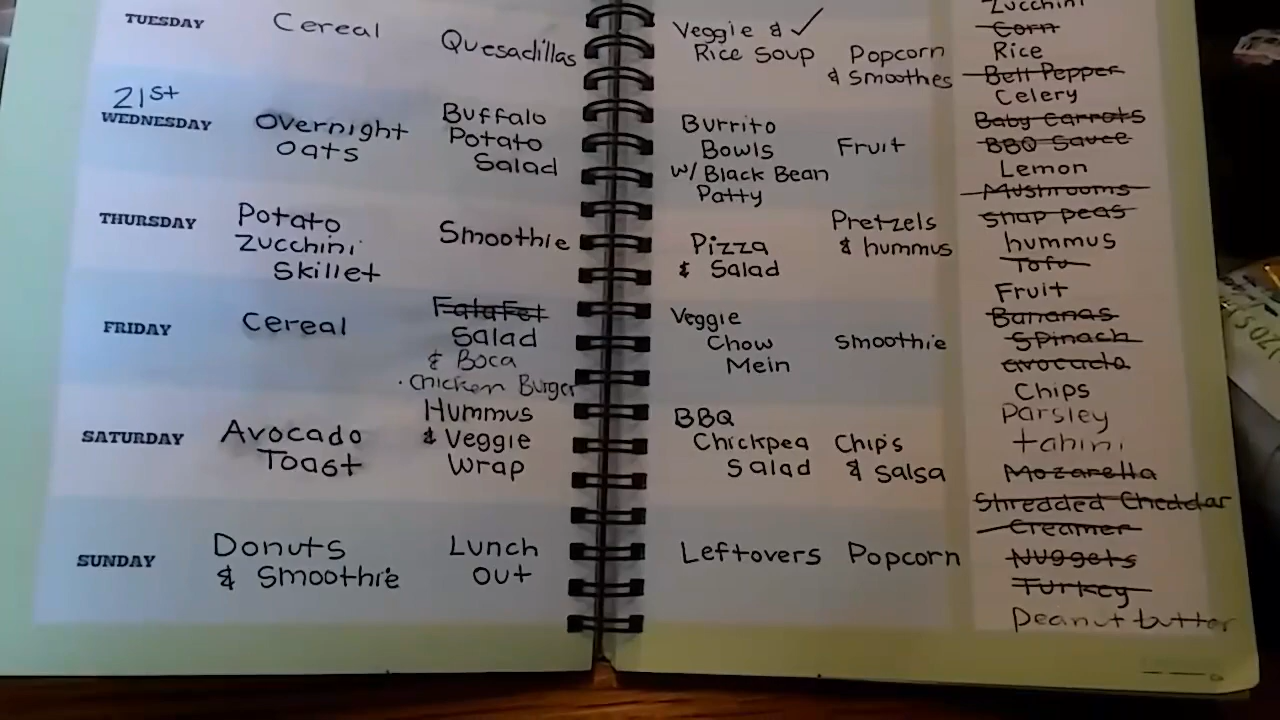 TUESDAY
Cereal
Quesadillas
Veggie & ✓
Rice Soup
Popcorn
& Smoothes
21st
WEDNESDAY
Overnight
Oats
Buffalo
Potato
Salad
Burrito
Bowls
w/ Black Bean
Patty
Fruit
THURSDAY
Potato
Zucchini
Skillet
Smoothie
Pizza
& Salad
Pretzels
& hummus
FRIDAY
Cereal
Falafel
Salad
& Boca
Chicken Burger
Veggie
Chow
Mein
Smoothie
SATURDAY
Avocado
Toast
Hummus
& Veggie
Wrap
BBQ
Chickpea
Salad
Chips
& Salsa
SUNDAY
Donuts
& Smoothie
Lunch
out
Leftovers
Popcorn
Zucchini
Corn
Rice
Bell Pepper
Celery
Baby Carrots
BBQ Sauce
Lemon
Mushrooms
Snap peas
hummus
Tofu
Fruit
Bananas
Spinach
avocado
Chips
Parsley
tahini
Mozarella
Shredded Cheddar
Creamer
Nuggets
Turkey
Peanut butter